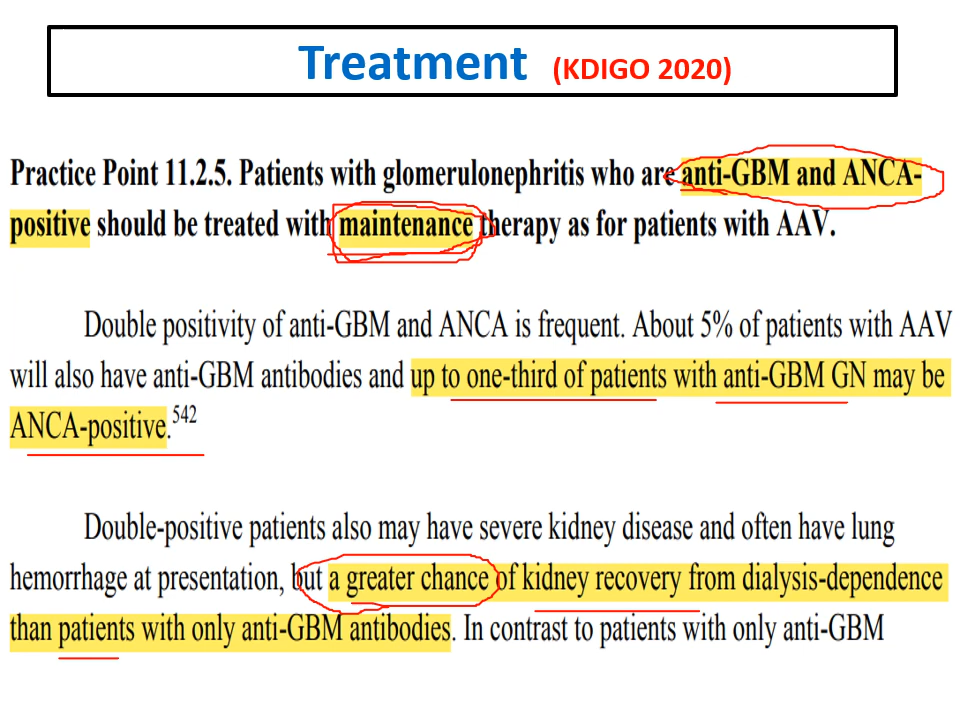 Treatment (KDIGO 2020)
Practice Point 11.2.5. Patients with glomerulonephritis who are anti-GBM and ANCA-
positive should be treated with maintenance therapy as for patients with AAV.
Double positivity of anti-GBM and ANCA is frequent. About 5% of patients with AAV
will also have anti-GBM antibodies and up to one-third of patients with anti-GBM GN may be
ANCA-positive.542
Double-positive patients also may have severe kidney disease and often have lung
hemorrhage at presentation, but a greater chance of kidney recovery from dialysis-dependence
than patients with only anti-GBM antibodies. In contrast to patients with only anti-GBM